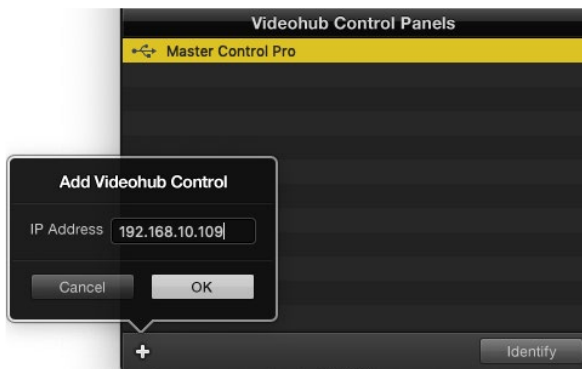 Videohub Control Panels
Master Control Pro
Add Videohub Control
IP Address 192.168.10.109
Cancel OK
+ Identify